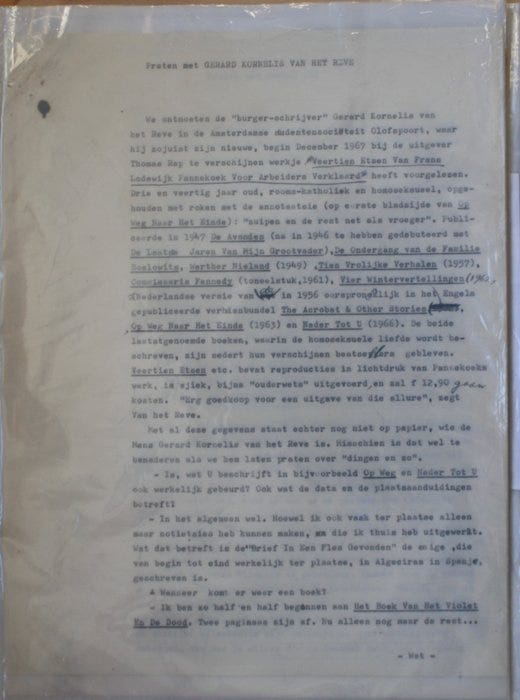 Praten met GERARD KORNELIS VAN HET REVE
We ontmoeten de "burger-schrijver" Gerard Kornelis van
het Reve in de Amsterdamse studentensociëteit Olofspoort, waar
hij zojuist zijn nieuwe, begin December 1967 bij de uitgever
Thomas Rap te verschijnen werkje "Veertien Etsen Van Frans
Lodewijk Pannekoek Voor Arbeiders Verklaard" heeft voorgelezen.
Drie en veertig jaar oud, rooms-katholiek en homoseksueel, opge-
houden met roken met de annotatie (op eerste bladzijde van Op
Weg Naar Het Einde): "zuipen en de rest net als vroeger". Publi-
ceerde in 1947 De Avonden (na in 1946 te hebben gedebuteerd met
De Laatste Jaren Van Mijn Grootvader), De Ondergang van de Familie
Boslowits, Werther Nieland (1949) ,Tien Vrolijke Verhalen (1957),
Commissaris Fennedy (toneelstuk,1961), Vier Wintervertellingen (1962,
Nederlandse versie van in 1956 oorspronkelijk in het Engels
gepubliceerde verhalenbundel The Acrobat & Other Stories ,
Op Weg Naar Het Einde (1963) en Nader Tot U (1966). De beide
laatstgenoemde boeken, waarin de homoseksuele liefde wordt be-
schreven, zijn sedert hun verschijnen bestsellers gebleven.
Veertien Etsen etc. bevat reproducties in lichtdruk van Pannekoeks
werk, is sjiek, bijna "ouderwets" uitgevoerd,en zal f 12,90 gaan
kosten. "Erg goedkoop voor een uitgave van die allure", zegt
Van het Reve.
Met al deze gegevens staat echter nog niet op papier, wie de
Mens Gerard Kornelis van het Reve is. Misschien is dat wel te
benaderen als we hem laten praten over "dingen en zo".
- Is, wat U beschrijft in bijvoorbeeld Op Weg en Nader Tot U
ook werkelijk gebeurd? Ook wat de data en de plaatsaanduidingen
betreft?
- In het algemeen wel. Hoewel ik ook vaak ter plaatse alleen
maar notieties heb kunnen maken, en die ik thuis heb uitgewerkt.
Wat dat betreft is de"Brief In Een Fles Gevonden" de enige ,die
van begin tot eind werkelijk ter plaatse, in Algeciras in Spanje,
geschreven is.
- Wanneer komt er weer een boek?
- Ik ben zo half en half begonnen aan Het Boek Van Het Violet
En De Dood. Twee paginaas zijn af. Nu alleen nog maar de rest...
- Wet -